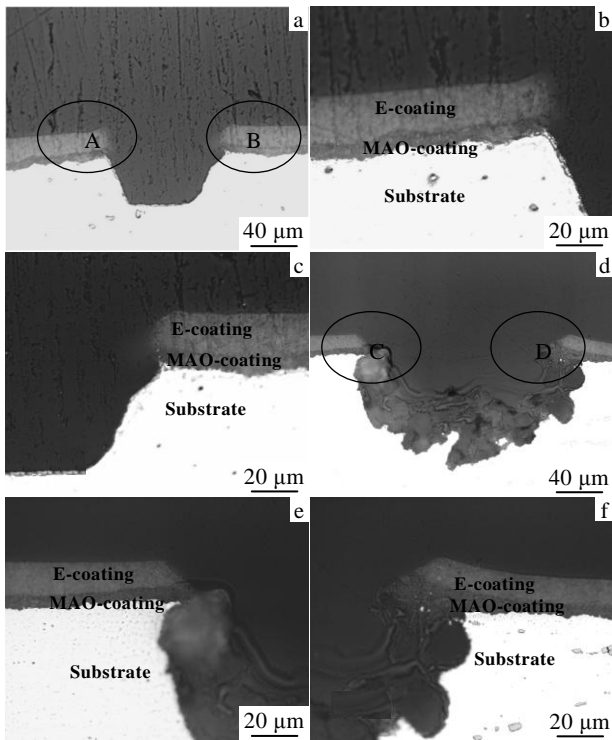 a
A
B
40 µm
b
E-coating
MAO-coating
Substrate
20 µm
c
E-coating
MAO-coating
Substrate
20 µm
d
C
D
40 µm
e
E-coating
MAO-coating
Substrate
20 µm
f
E-coating
MAO-coating
Substrate
20 µm